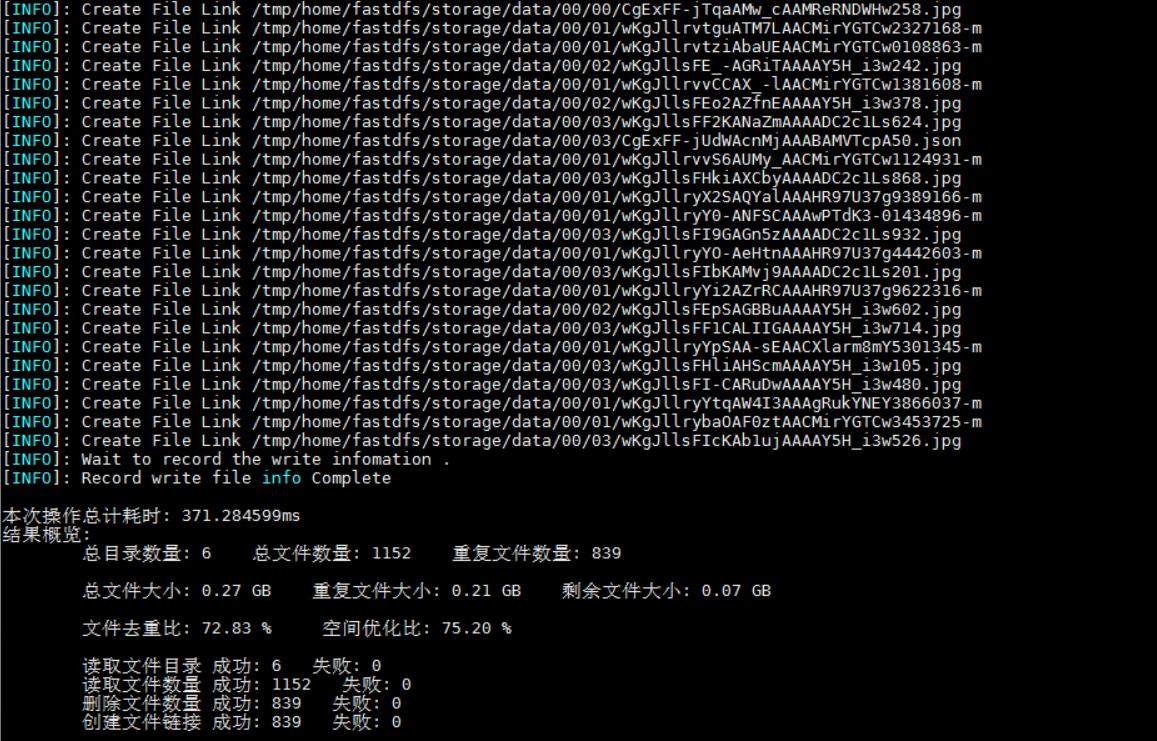 [INFO]: Create File Link /tmp/home/fastdfs/storage/data/00/00/CgExFF-jTqaAMw_cAAMReRNDWHw258.jpg
[INFO]: Create File Link /tmp/home/fastdfs/storage/data/00/01/wKgJllrvtguATM7LAACMirYGTCw2327168-m
[INFO]: Create File Link /tmp/home/fastdfs/storage/data/00/01/wKgJllrvtziAbaUEAACMirYGTCw0108863-m
[INFO]: Create File Link /tmp/home/fastdfs/storage/data/00/02/wKgJllsFE_-AGRiTAAAAY5H_i3w242.jpg
[INFO]: Create File Link /tmp/home/fastdfs/storage/data/00/01/wKgJllrvvCCAX_-lAACMirYGTCw1381608-m
[INFO]: Create File Link /tmp/home/fastdfs/storage/data/00/02/wKgJllsFEo2AZfnEAAAAY5H_i3w378.jpg
[INFO]: Create File Link /tmp/home/fastdfs/storage/data/00/03/wKgJllsFF2KANaZmAAAADC2c1Ls624.jpg
[INFO]: Create File Link /tmp/home/fastdfs/storage/data/00/03/CgExFF-jUdWAcnMjAAABAMVTcpA50.json
[INFO]: Create File Link /tmp/home/fastdfs/storage/data/00/01/wKgJllrvvS6AUMy_AACMirYGTCw1124931-m
[INFO]: Create File Link /tmp/home/fastdfs/storage/data/00/03/wKgJllsFHkiAXCbyAAAADC2c1Ls868.jpg
[INFO]: Create File Link /tmp/home/fastdfs/storage/data/00/01/wKgJllryX2SAQYalAAAHR97U37g9389166-m
[INFO]: Create File Link /tmp/home/fastdfs/storage/data/00/01/wKgJllryY0-ANFSCAAAwPTdK3-01434896-m
[INFO]: Create File Link /tmp/home/fastdfs/storage/data/00/03/wKgJllsFI9GAGn5zAAAADC2c1Ls932.jpg
[INFO]: Create File Link /tmp/home/fastdfs/storage/data/00/01/wKgJllryYO-AeHtnAAAHR97U37g4442603-m
[INFO]: Create File Link /tmp/home/fastdfs/storage/data/00/03/wKgJllsFIbKAMvj9AAAADC2c1Ls201.jpg
[INFO]: Create File Link /tmp/home/fastdfs/storage/data/00/01/wKgJllryYi2AZrRCAAAHR97U37g9622316-m
[INFO]: Create File Link /tmp/home/fastdfs/storage/data/00/02/wKgJllsFEpSAGBBuAAAAY5H_i3w602.jpg
[INFO]: Create File Link /tmp/home/fastdfs/storage/data/00/03/wKgJllsFF1CALIIGAAAAY5H_i3w714.jpg
[INFO]: Create File Link /tmp/home/fastdfs/storage/data/00/01/wKgJllryYpSAA-sEAACXlarm8mY5301345-m
[INFO]: Create File Link /tmp/home/fastdfs/storage/data/00/03/wKgJllsFHliAHScmAAAAY5H_i3w105.jpg
[INFO]: Create File Link /tmp/home/fastdfs/storage/data/00/03/wKgJllsFI-CARuDwAAAAY5H_i3w480.jpg
[INFO]: Create File Link /tmp/home/fastdfs/storage/data/00/01/wKgJllryYtqAW4I3AAAgRukYNEY3866037-m
[INFO]: Create File Link /tmp/home/fastdfs/storage/data/00/01/wKgJllrybaOAF0ztAACMirYGTCw3453725-m
[INFO]: Create File Link /tmp/home/fastdfs/storage/data/00/03/wKgJllsFIcKAb1ujAAAAY5H_i3w526.jpg
[INFO]: Wait to record the write infomation .
[INFO]: Record write file info Complete
本次操作总计耗时: 371.284599ms
结果概览:
总目录数量: 6 总文件数量: 1152 重复文件数量: 839
总文件大小: 0.27 GB 重复文件大小: 0.21 GB 剩余文件大小: 0.07 GB
文件去重比: 72.83 % 空间优化比: 75.20 %
读取文件目录 成功: 6 失败: 0
读取文件数量 成功: 1152 失败: 0
删除文件数量 成功: 839 失败: 0
创建文件链接 成功: 839 失败: 0